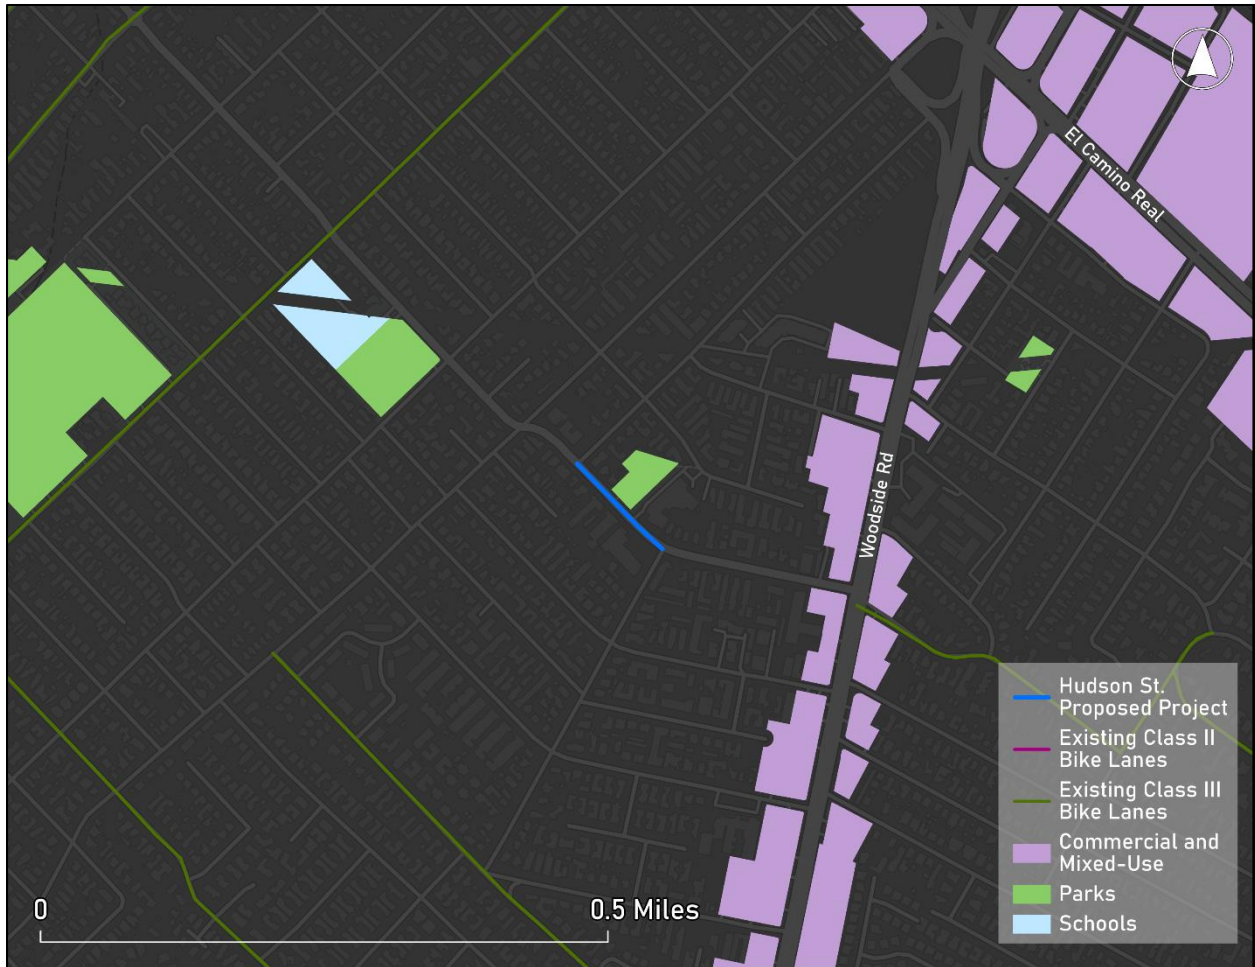 El Camino Real
Woodside Rd
Hudson St.
Proposed Project
Existing Class II
Bike Lanes
Existing Class III
Bike Lanes
Commercial and
Mixed-Use
Parks
Schools
0
0.5 Miles